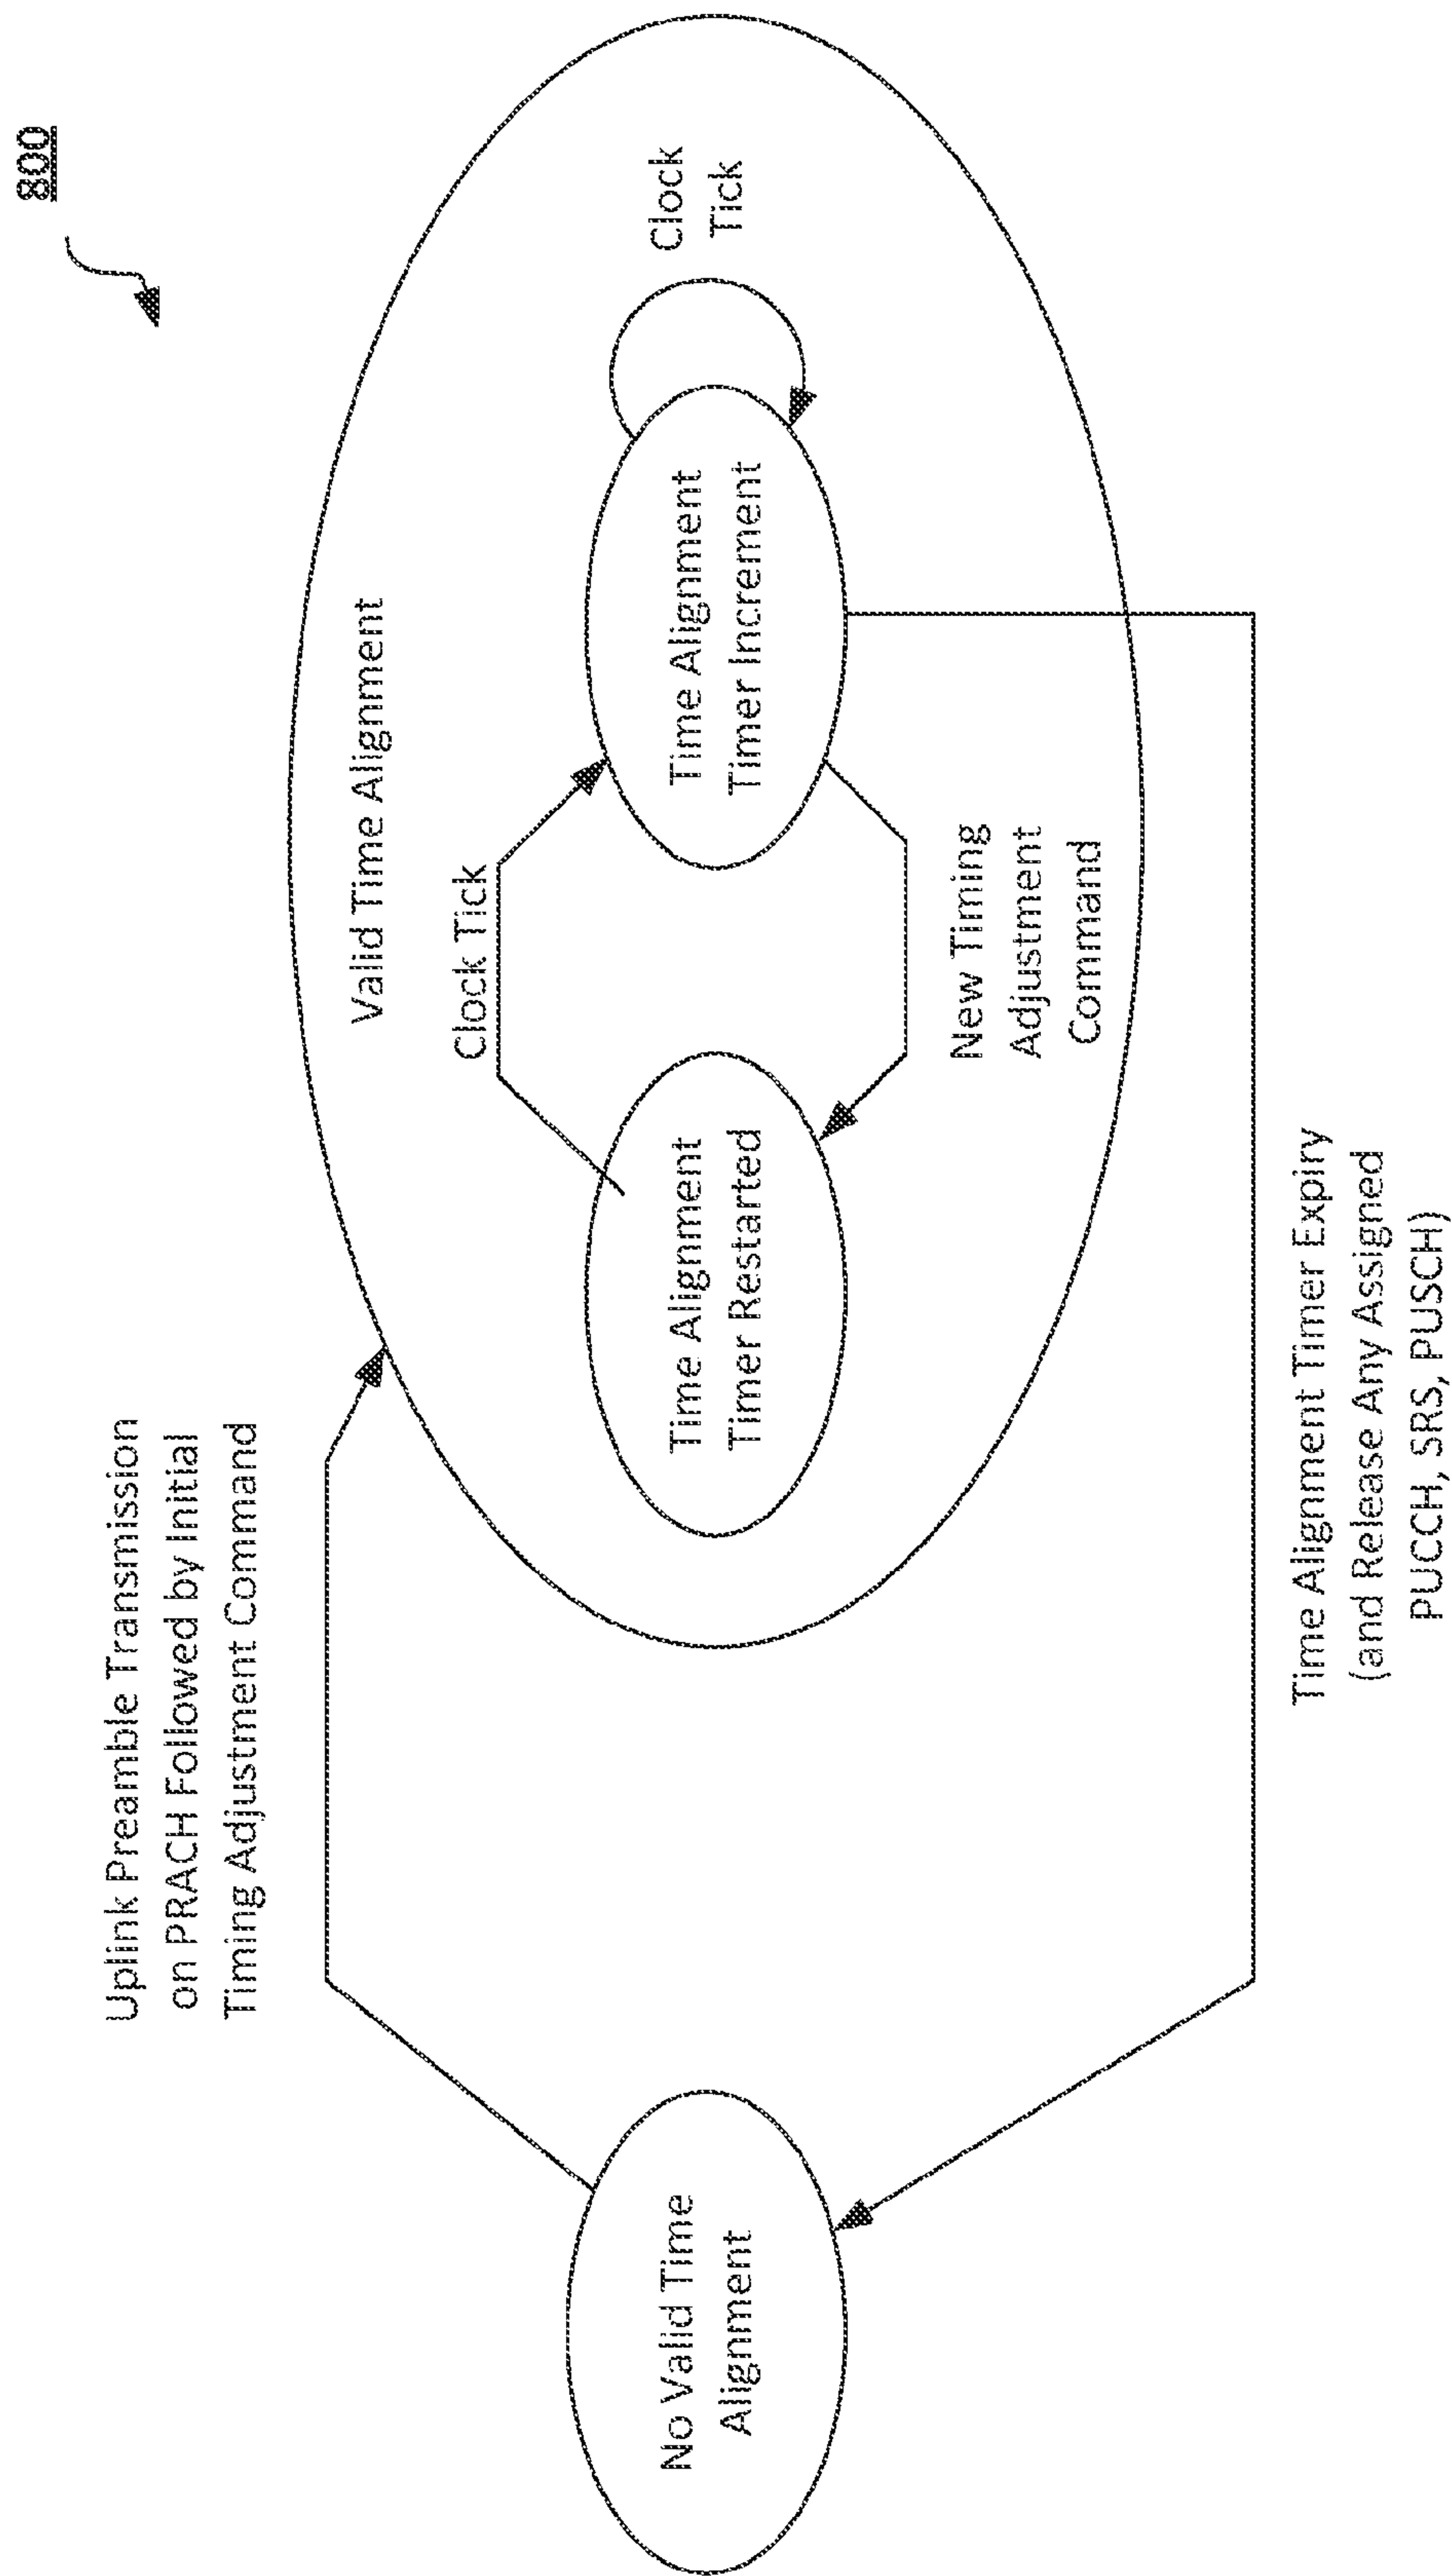 800
Uplink Preamble Transmission
on PRACH Followed by Initial
Timing Adjustment Command
Valid Time Alignment
Clock Tick
Clock
Tick
No Valid Time
Alignment
Time Alignment
Timer Restarted
Time Alignment
Timer Increment
New Timing
Adjustment
Command
Time Alignment Timer Expiry
(and Release Any Assigned
PUCCH, SRS, PUSCH)